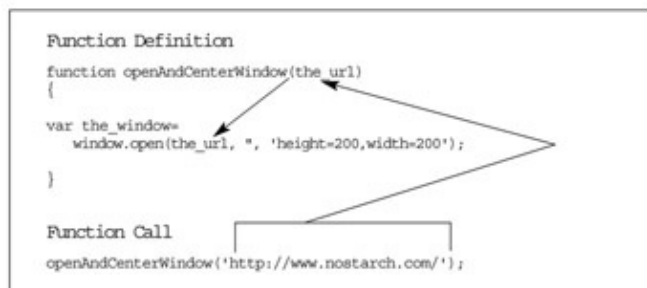 Function Definition
function openAndCenterWindow(the_url)
{
var the_window=
window.open(the_url, '', 'height=200,width=200');
}
Function Call
openAndCenterWindow('http://www.nostarch.com/');